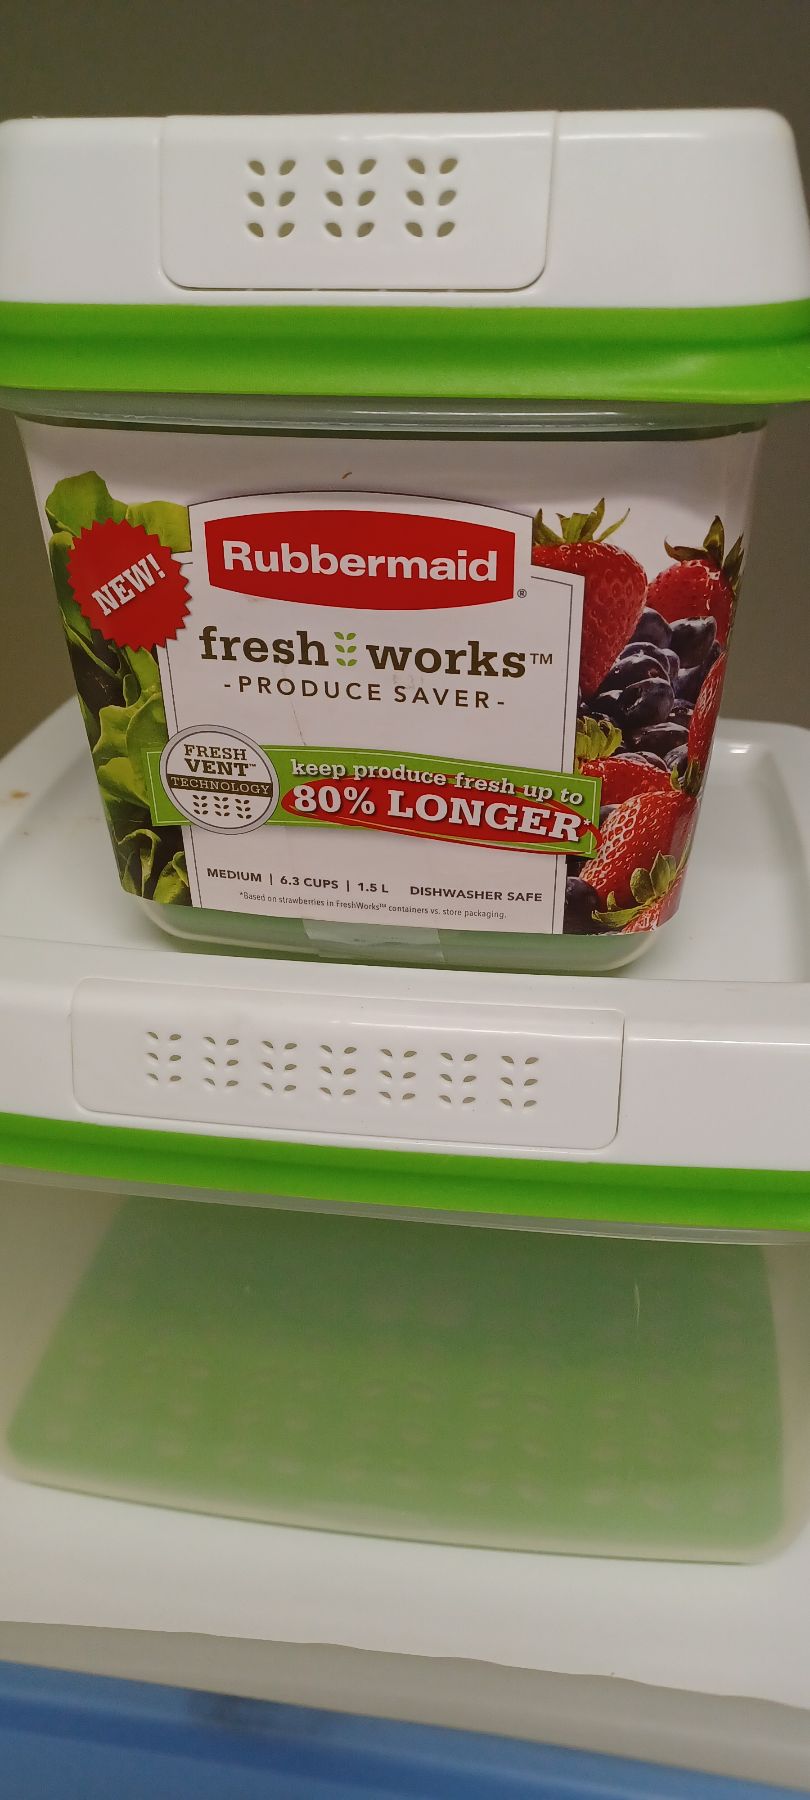 NEW!
Rubbermaid®
fresh works™
-PRODUCE SAVER-
FRESH
VENT™
TECHNOLOGY
keep produce fresh up to
80% LONGER*
MEDIUM | 6.3 CUPS | 1.5 L DISHWASHER SAFE
*Based on strawberries in FreshWorks™ containers vs. store packaging.